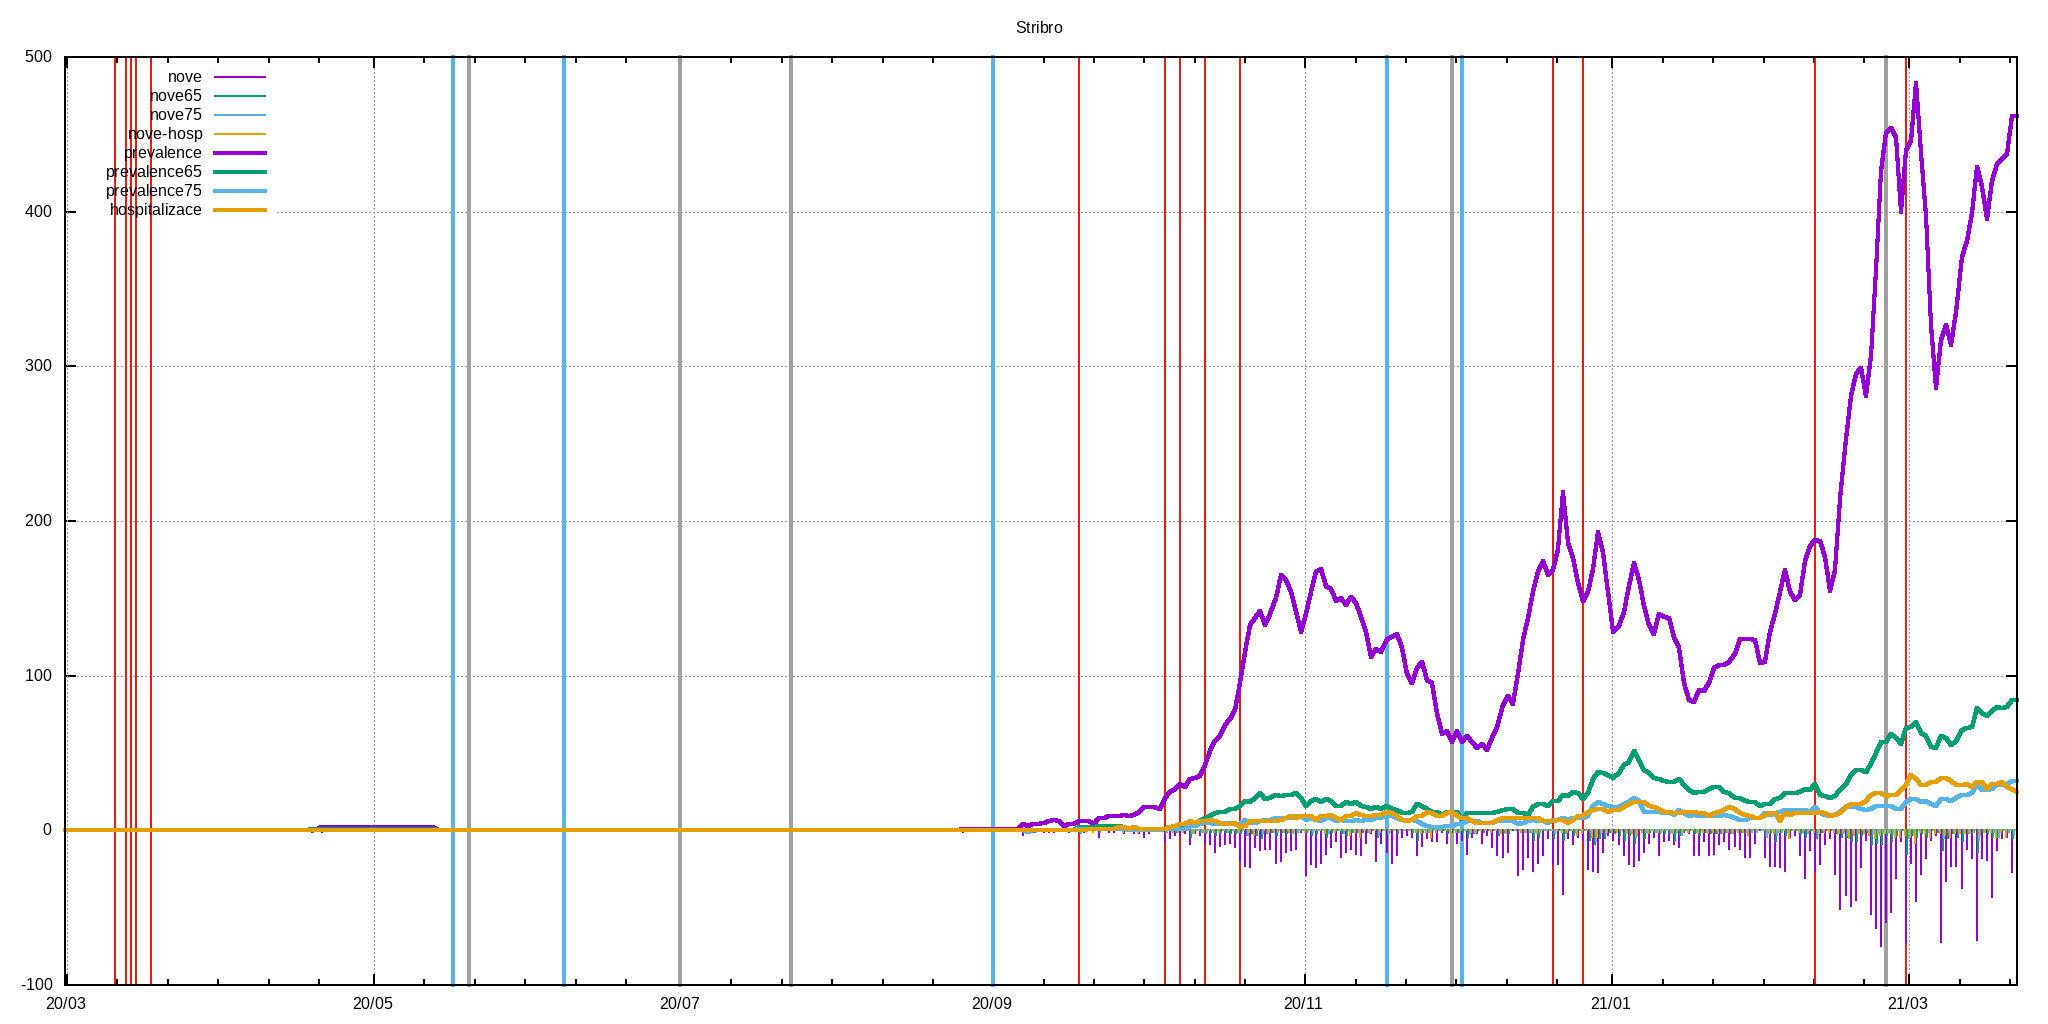 Stribro
500
nove
nove65
nove75
nove-hosp
prevalence
prevalence65
prevalence75
hospitalizace
400
300
200
100
0
-100
20/03 20/05 20/07 20/09 20/11 21/01 21/03